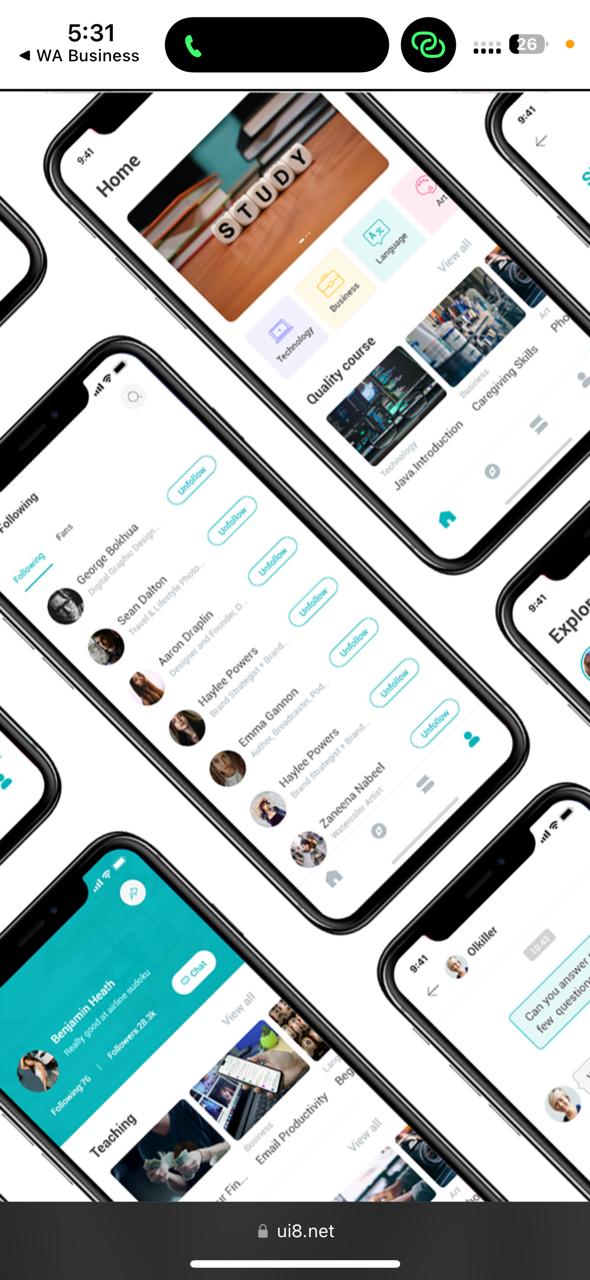 5:31
◀ WA Business
26
9:41
Home
STUDY
Technology
Business
Language
Art
Quality course
View all
Technology
Java.Introduction
Business
Caregiving Skills
Art
Pho
9:41
Following
Following
Fans
George Bokhua
Digital Graphic Design...
Unfollow
Sean Dalton
Travel & Lifestyle Photo...
Unfollow
Aaron Draplin
Designer and Founder, D...
Unfollow
Haylee Powers
Brand Strategist + Brand...
Unfollow
Emma Gannon
Author, Broadcaster, Pod...
Unfollow
Haylee Powers
Brand Strategist + Brand...
Unfollow
Zaneena Nabeel
Watercolor Artist
Unfollow
9:41
Explor
Benjamin Heath
Really good at airline sudoku
Following:76 | Followers:28.3k
Chat
Teaching
View all
ur Fin...
Business
Email Productivity
Lang
Beg
View all
Art
9:41
Olkiller
10:43
Can you answer
few questions
ui8.net